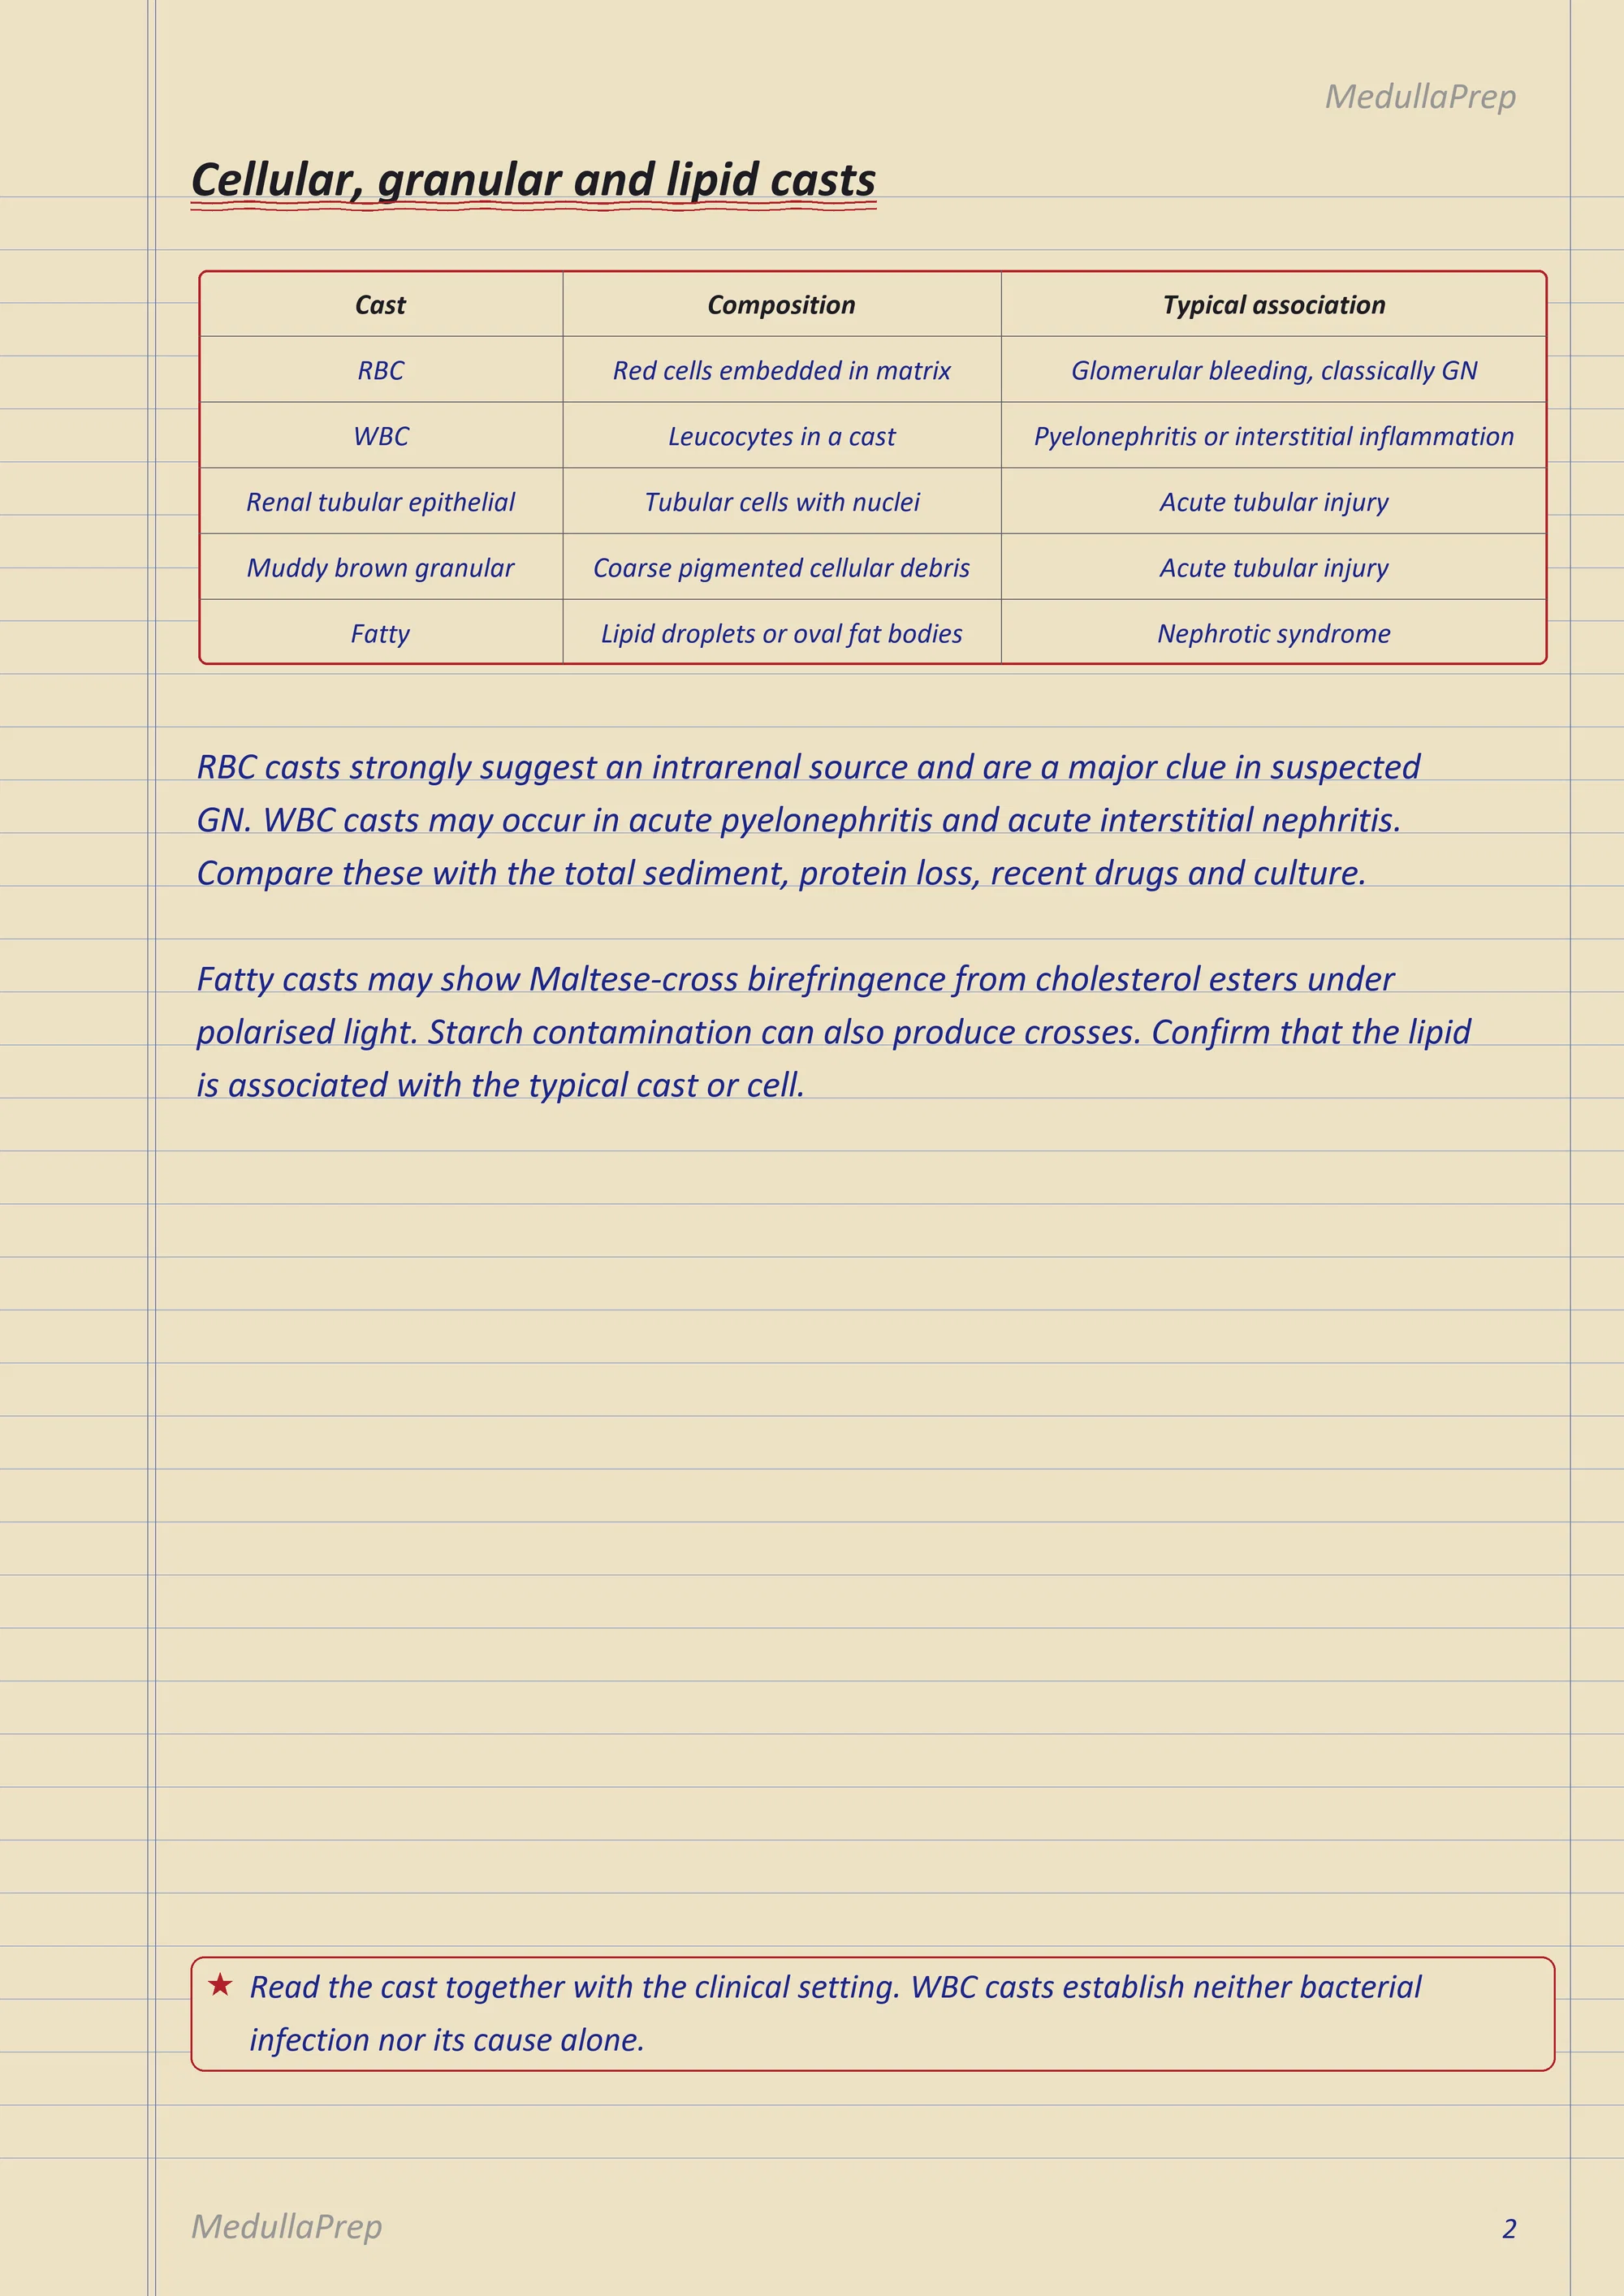 MedullaPrep
Cellular, granular and lipid casts
Cast Composition Typical association
RBC Red cells embedded in matrix Glomerular bleeding, classically GN
WBC Leucocytes in a cast Pyelonephritis or interstitial inflammation
Renal tubular epithelial Tubular cells with nuclei Acute tubular injury
Muddy brown granular Coarse pigmented cellular debris Acute tubular injury
Fatty Lipid droplets or oval fat bodies Nephrotic syndrome
RBC casts strongly suggest an intrarenal source and are a major clue in suspected
GN. WBC casts may occur in acute pyelonephritis and acute interstitial nephritis.
Compare these with the total sediment, protein loss, recent drugs and culture.
Fatty casts may show Maltese-cross birefringence from cholesterol esters under
polarised light. Starch contamination can also produce crosses. Confirm that the lipid
is associated with the typical cast or cell.
★ Read the cast together with the clinical setting. WBC casts establish neither bacterial
infection nor its cause alone.
MedullaPrep 2